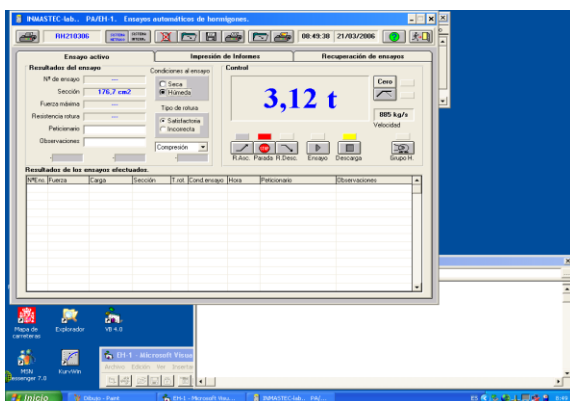 INMASTEC-lab.. PA/EH-1. Ensayos automáticos de hormigones.
RH210306
08:49:38
21/03/2006
Ensayo activo
Impresión de Informes
Recuperación de ensayos
Resultados del ensayo
Nº de ensayo ---
Sección 176,7 cm2
Fuerza máxima ---
Resistencia rotura ---
Peticionario
Observaciones
Condiciones al ensayo
Seca
Húmeda
Tipo de rotura
Satisfactoria
Incorrecta
Compresión
Control
3,12 t
Cero
885 kg/s
Velocidad
R.Asc. Parada R.Desc. Ensayo Descarga Grupo H.
Resultados de los ensayos efectuados.
NºEns. Fuerza Carga Sección T.rot. Cond.ensayo Hora Peticionario Observaciones
Mapa de carreteras
Explorador
VB 4.0
MSN
Messenger 7.0
KurvWin
EH-1 - Microsoft Visua
Archivo Edición Ver Insertar
Inicio
Dibujo - Paint
EH-1 - Microsoft Visu...
INMASTEC-lab.. PA/...
ES
8:49